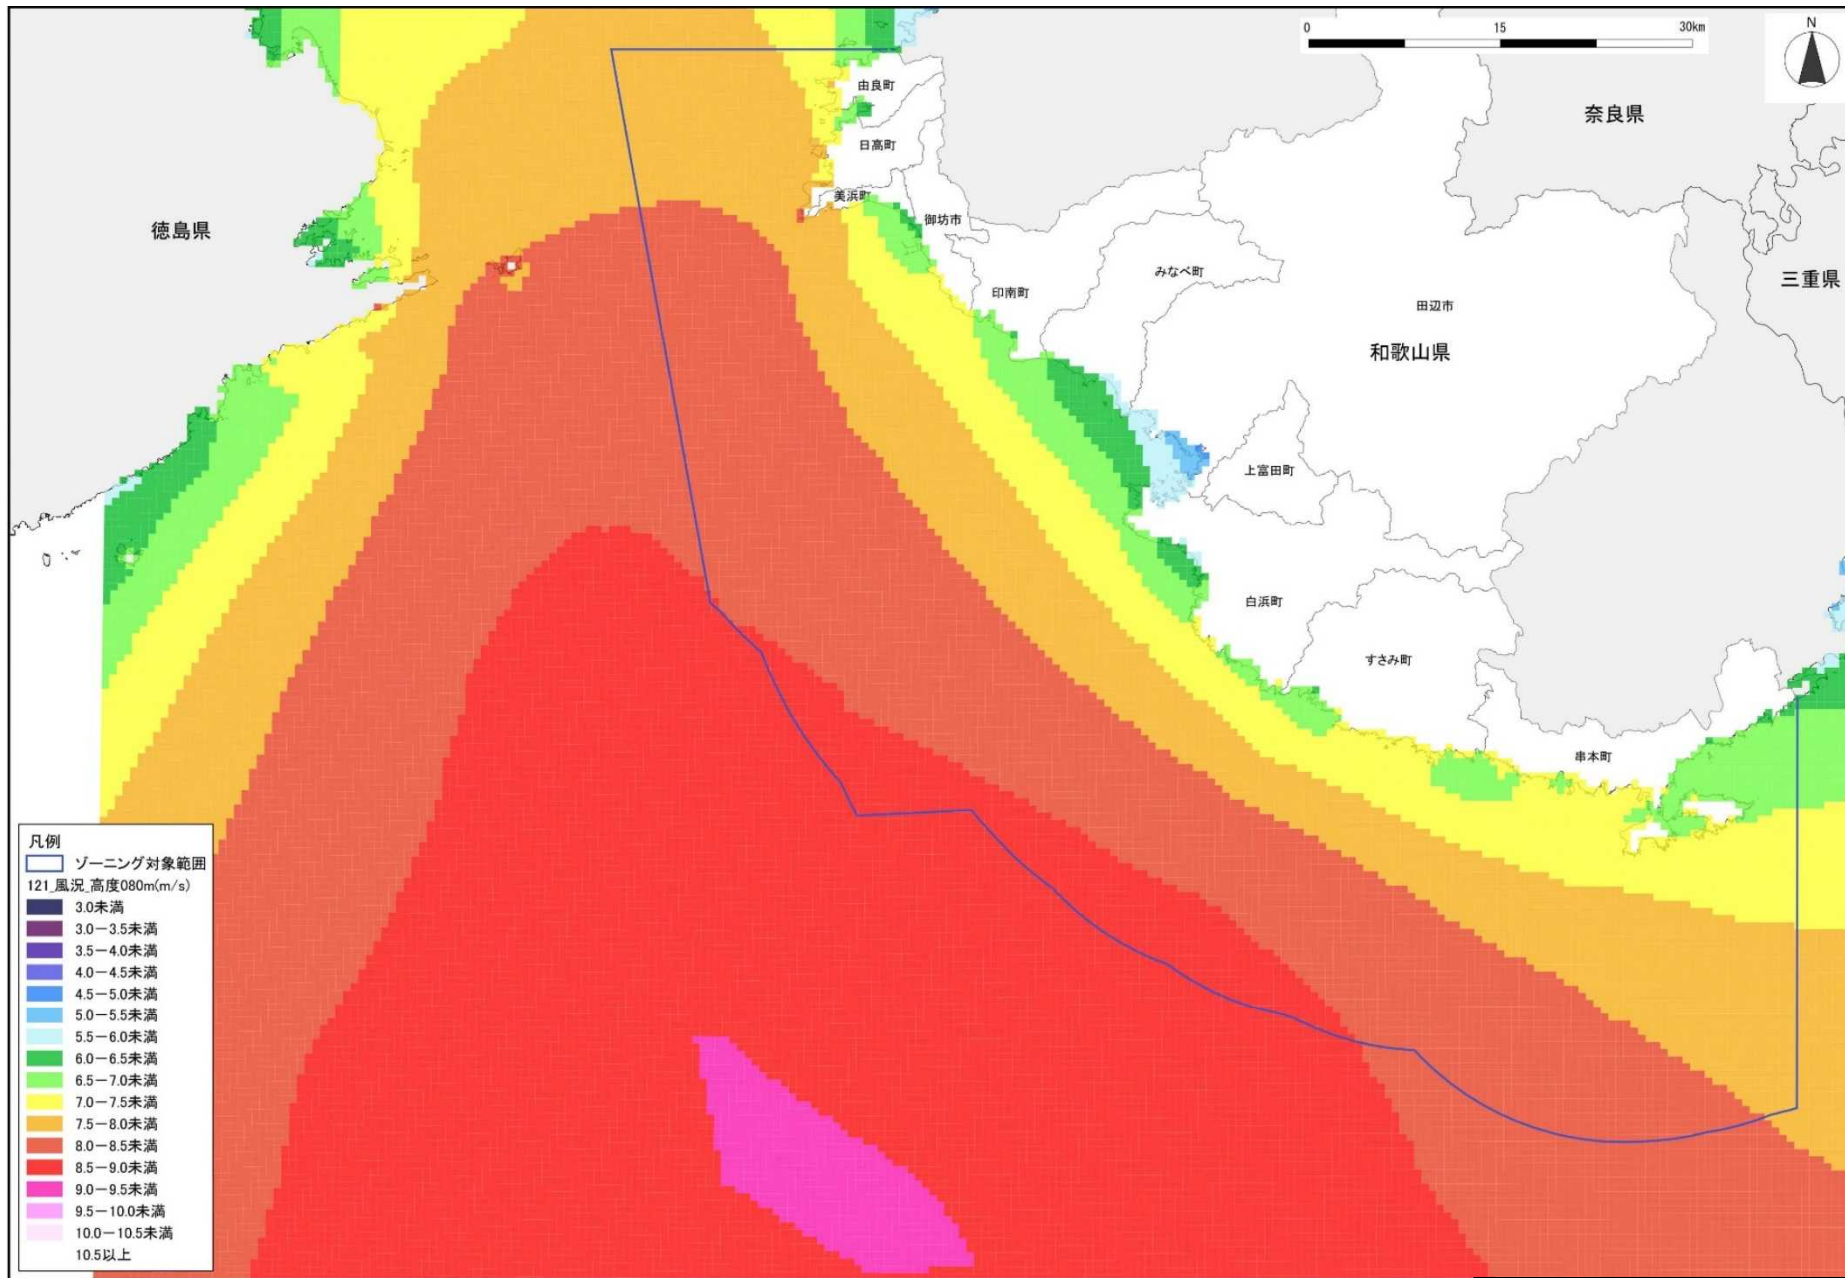 0 15 30km
N
由良町
奈良県
日高町
美浜町
御坊市
徳島県
みなべ町
三重県
印南町
田辺市
和歌山県
上富田町
白浜町
すさみ町
串本町
凡例
ゾーニング対象範囲
121_風況_高度080m(m/s)
3.0未満
3.0－3.5未満
3.5－4.0未満
4.0－4.5未満
4.5－5.0未満
5.0－5.5未満
5.5－6.0未満
6.0－6.5未満
6.5－7.0未満
7.0－7.5未満
7.5－8.0未満
8.0－8.5未満
8.5－9.0未満
9.0－9.5未満
9.5－10.0未満
10.0－10.5未満
10.5以上